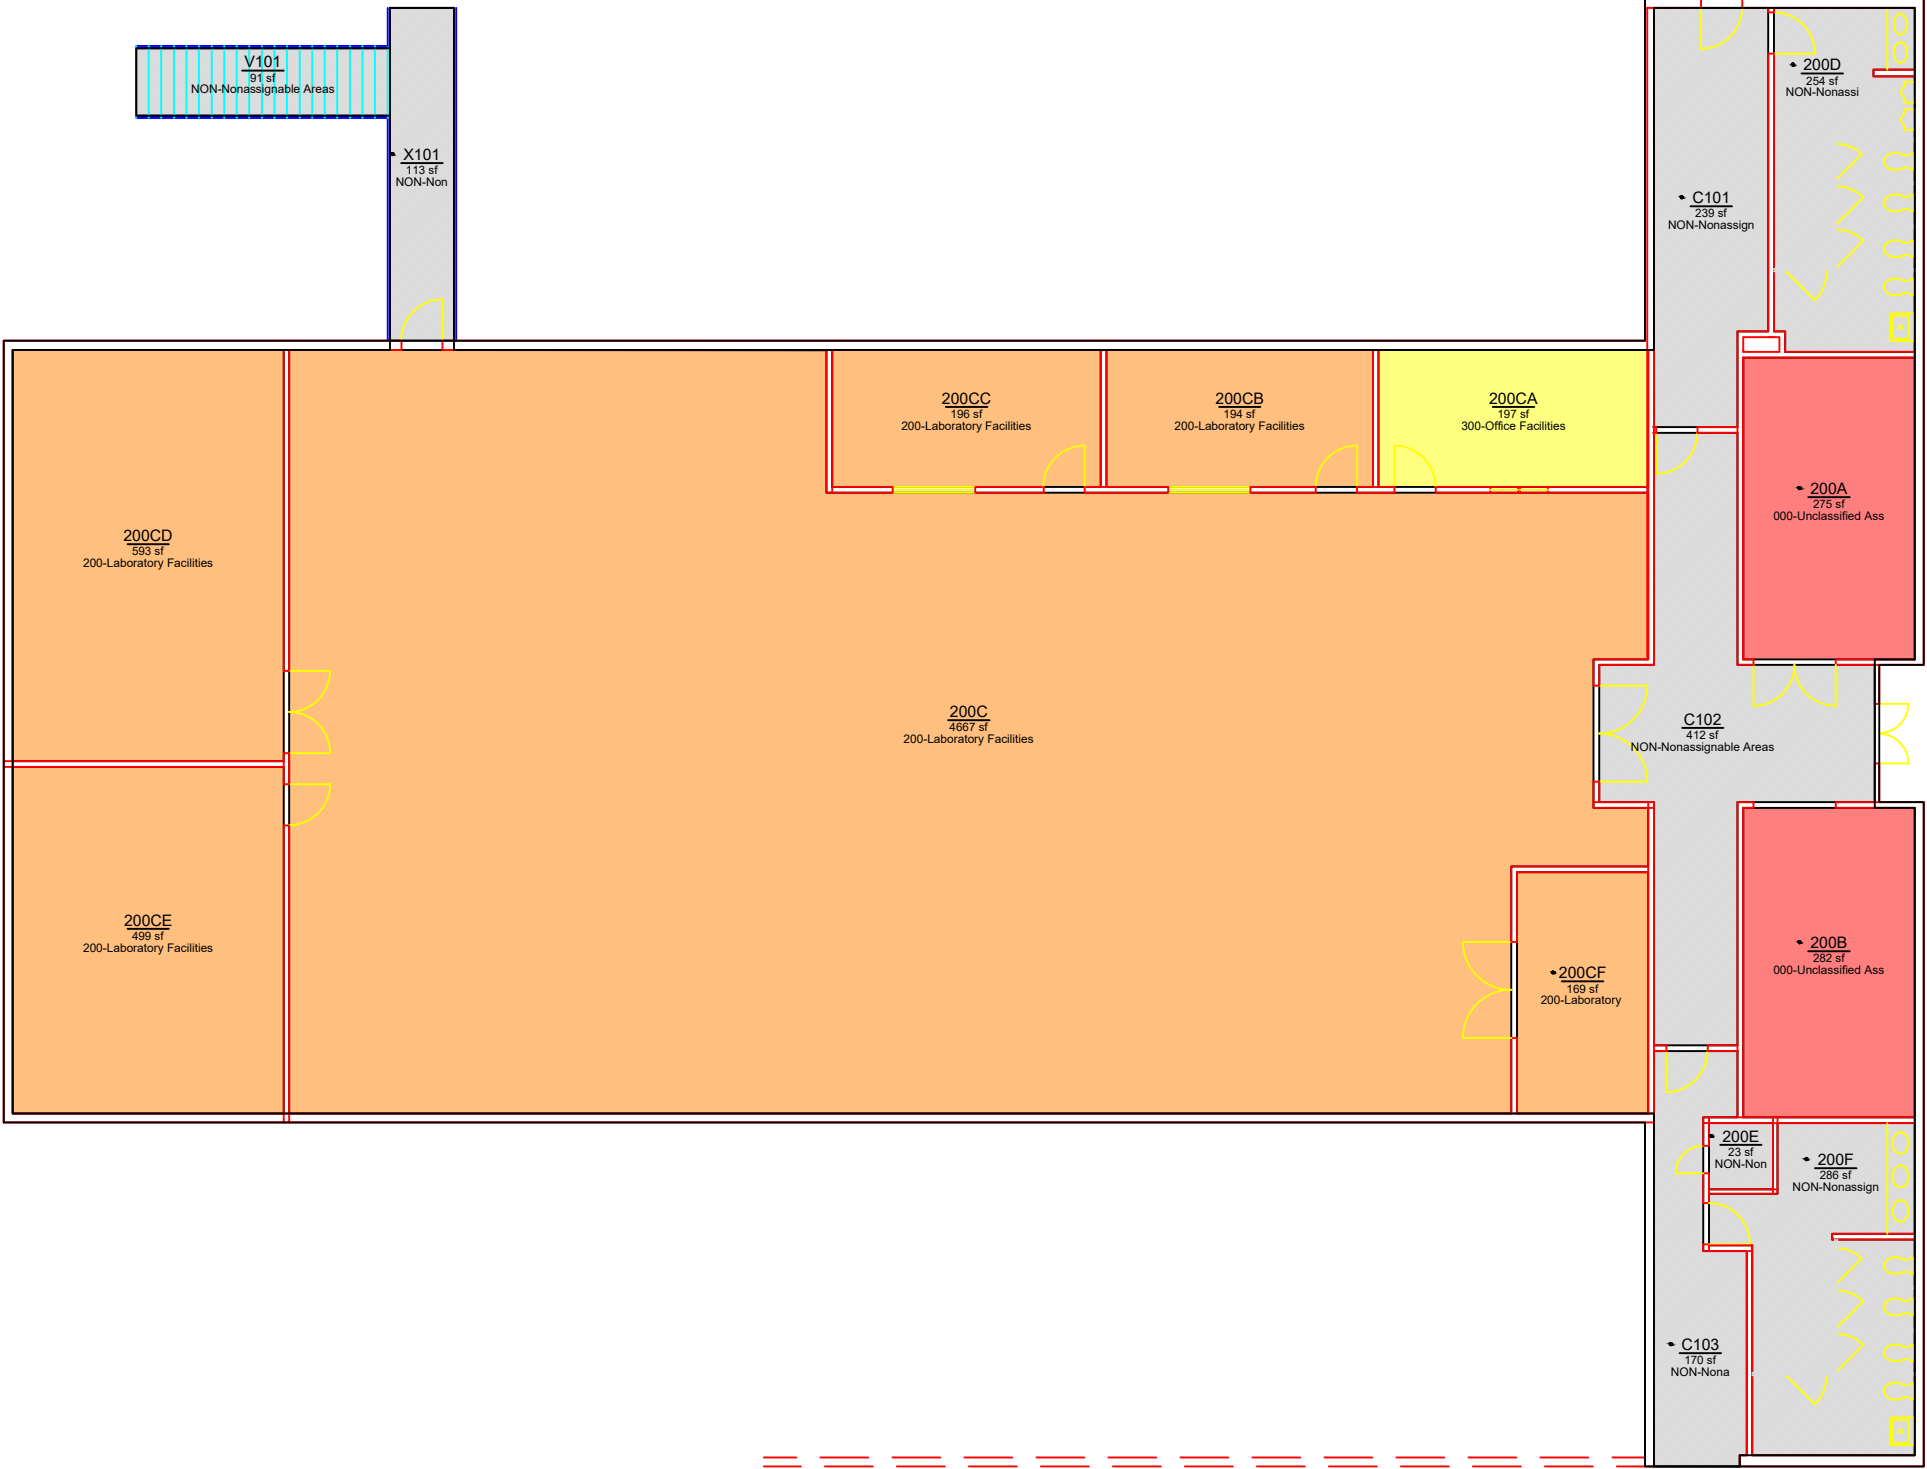 V101
91 sf
NON-Nonassignable Areas
X101
113 sf
NON-Non
200D
254 sf
NON-Nonassi
C101
239 sf
NON-Nonassign
200CC
196 sf
200-Laboratory Facilities
200CB
194 sf
200-Laboratory Facilities
200CA
197 sf
300-Office Facilities
200A
275 sf
000-Unclassified Ass
200CD
593 sf
200-Laboratory Facilities
200C
4667 sf
200-Laboratory Facilities
C102
412 sf
NON-Nonassignable Areas
200CE
499 sf
200-Laboratory Facilities
200CF
169 sf
200-Laboratory
200B
282 sf
000-Unclassified Ass
200E
23 sf
NON-Non
200F
286 sf
NON-Nonassign
C103
170 sf
NON-Nona